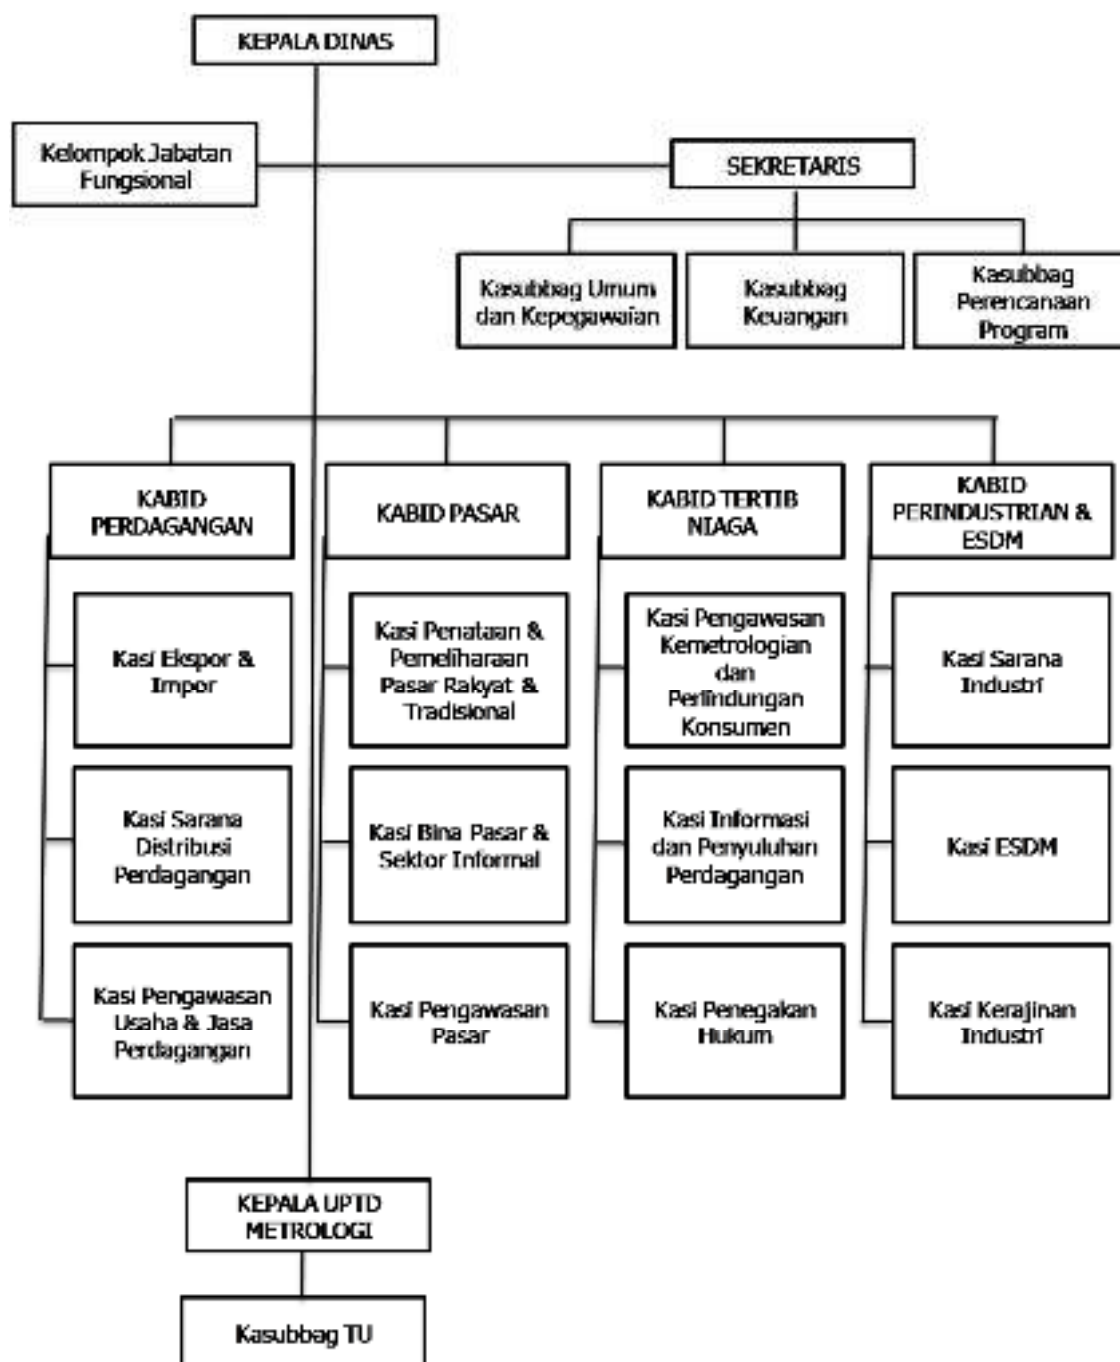 KEPALA DINAS
Kelompok Jabatan
Fungsional
SEKRETARIS
Kasubbag Umum
dan Kepegawaian
Kasubbag
Keuangan
Kasubbag
Perencanaan
Program
KABID
PERDAGANGAN
KABID PASAR
KABID TERTIB
NIAGA
KABID
PERINDUSTRIAN &
ESDM
Kasi Ekspor &
Impor
Kasi Penataan &
Pemeliharaan
Pasar Rakyat &
Tradisional
Kasi Pengawasan
Kemetrologian
dan
Perlindungan
Konsumen
Kasi Sarana
Industri
Kasi Sarana
Distribusi
Perdagangan
Kasi Bina Pasar &
Sektor Informal
Kasi Informasi
dan Penyuluhan
Perdagangan
Kasi ESDM
Kasi Pengawasan
Usaha & Jasa
Perdagangan
Kasi Pengawasan
Pasar
Kasi Penegakan
Hukum
Kasi Kerajinan
Industri
KEPALA UPTD
METROLOGI
Kasubbag TU